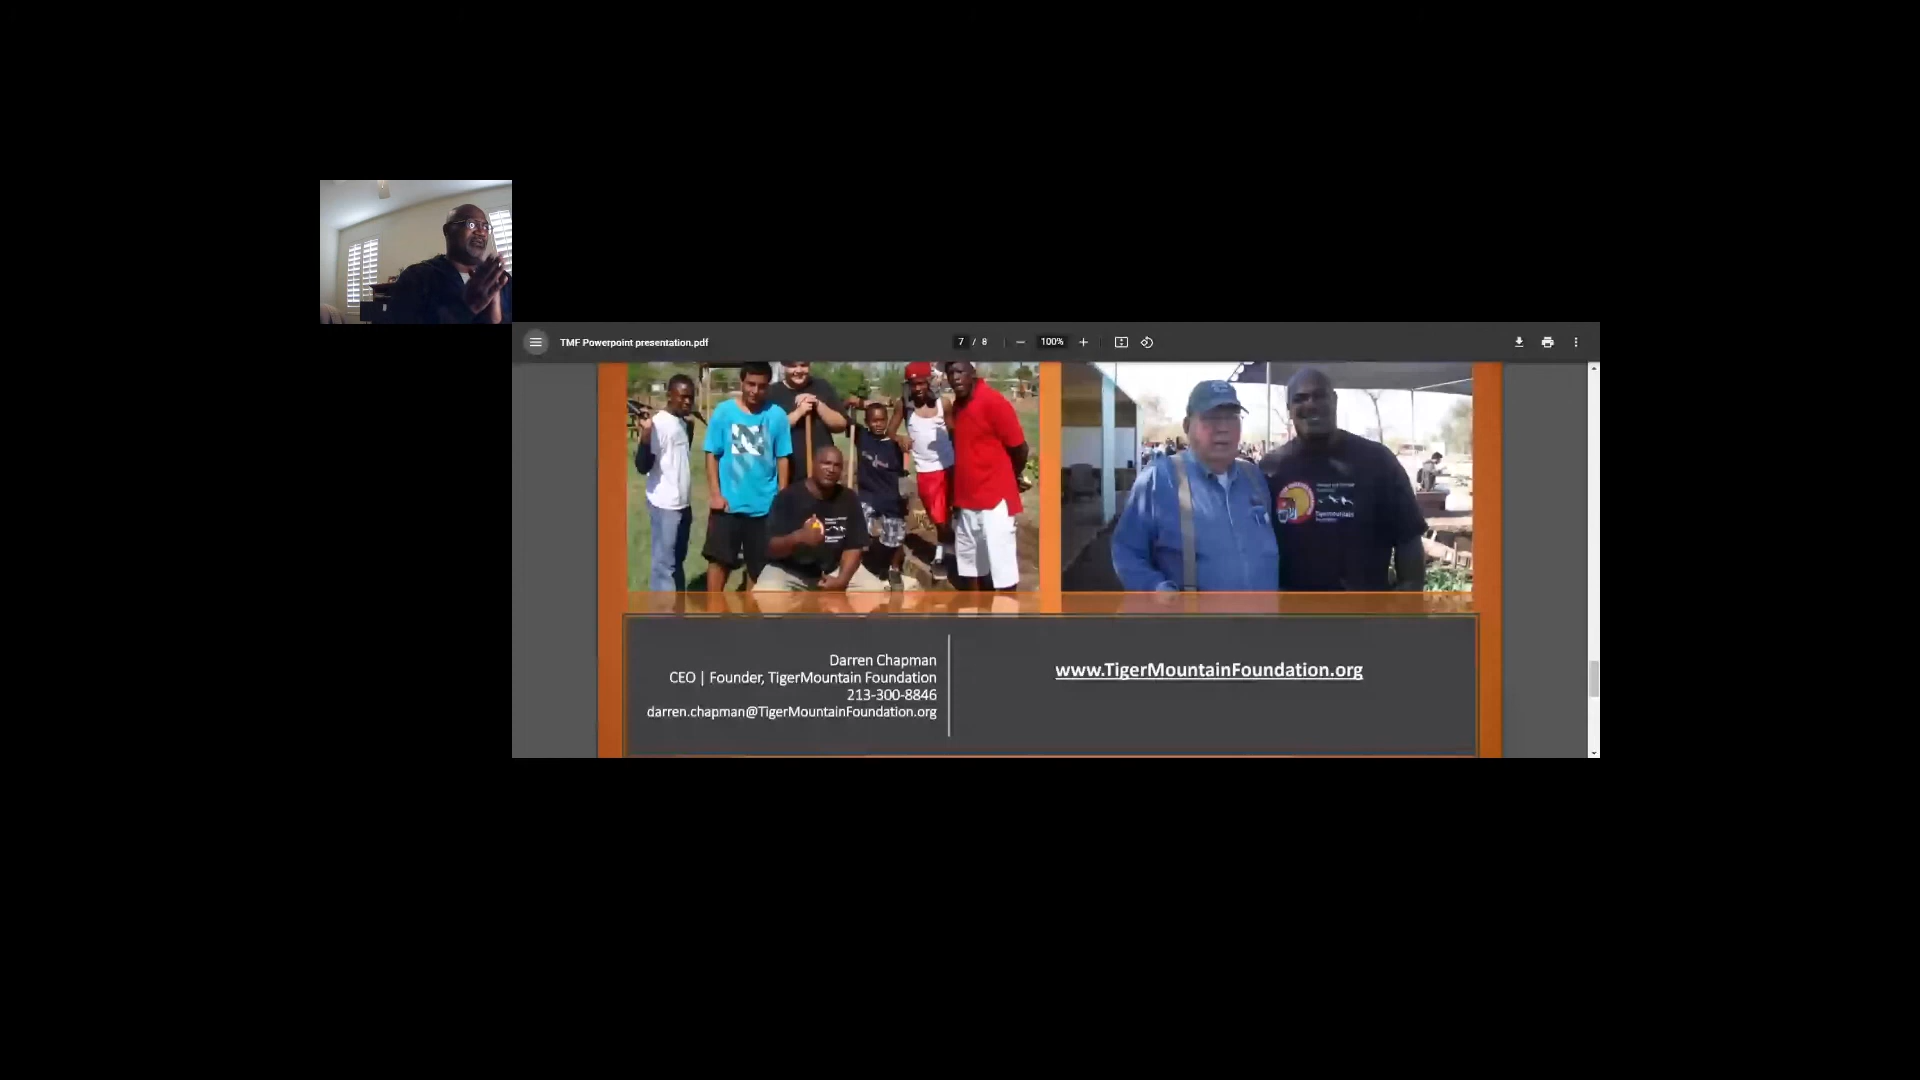 TMF Powerpoint presentation.pdf
7 / 8
100%
Darren Chapman
CEO | Founder, TigerMountain Foundation
213-300-8846
darren.chapman@TigerMountainFoundation.org
www.TigerMountainFoundation.org